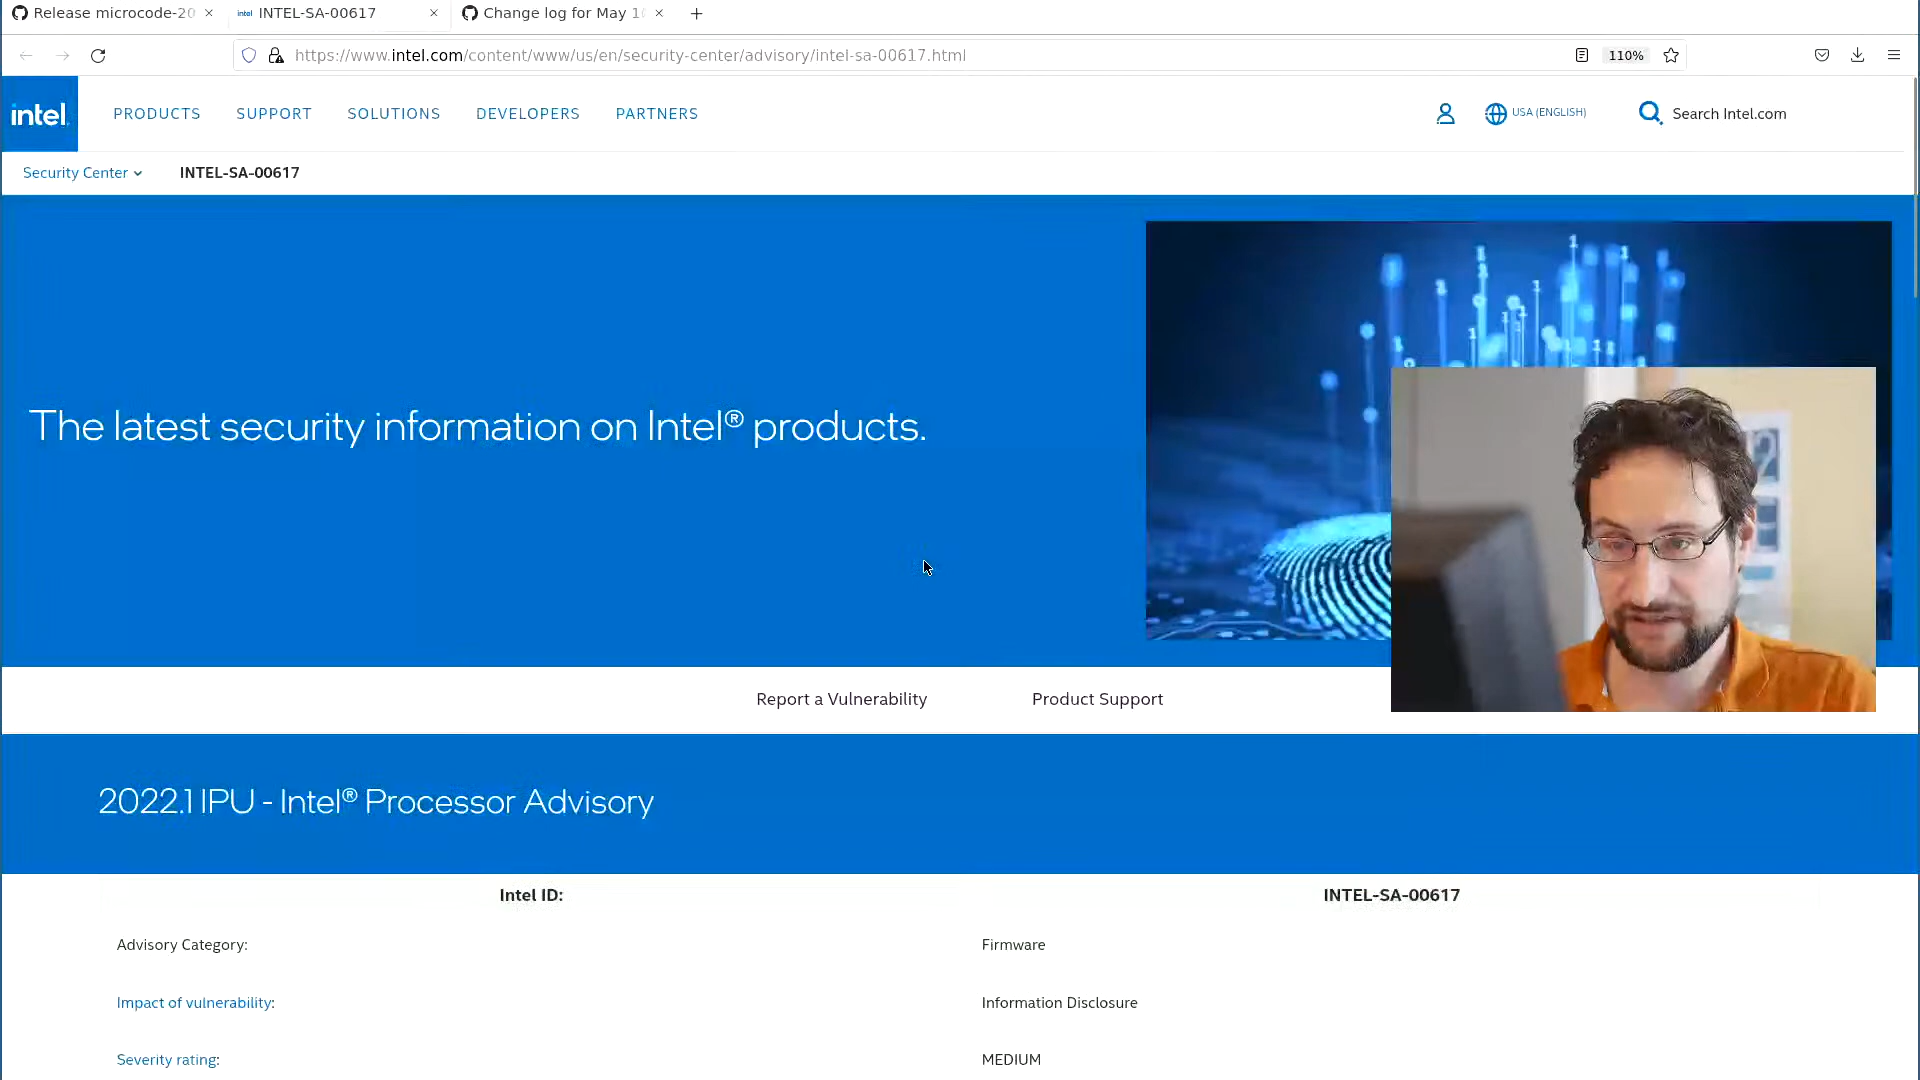 Release microcode-20
intel INTEL-SA-00617
Change log for May 1
https://www.intel.com/content/www/us/en/security-center/advisory/intel-sa-00617.html
110%
intel
PRODUCTS
SUPPORT
SOLUTIONS
DEVELOPERS
PARTNERS
USA (ENGLISH)
Search Intel.com
Security Center
INTEL-SA-00617
The latest security information on Intel® products.
Report a Vulnerability
Product Support
2022.1 IPU - Intel® Processor Advisory
Intel ID:
INTEL-SA-00617
Advisory Category:
Firmware
Impact of vulnerability:
Information Disclosure
Severity rating:
MEDIUM